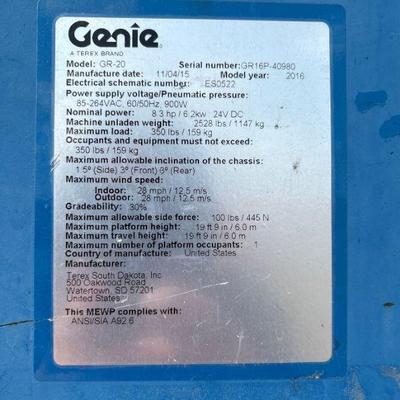 Genie
A TEREX BRAND
Model: GR-20 Serial number: GR16P-40980
Manufacture date: 11/04/15 Model year: 2016
Electrical schematic number: ES0522
Power supply voltage/Pneumatic pressure:
85-264VAC, 60/50Hz, 900W
Nominal power: 8.3 hp / 6.2kw 24V DC
Machine unladen weight: 2528 lbs / 1147 kg
Maximum load: 350 lbs / 159 kg
Occupants and equipment must not exceed:
350 lbs / 159 kg
Maximum allowable inclination of the chassis:
1.5° (Side) 3° (Front) 3° (Rear)
Maximum wind speed:
Indoor: 28 mph / 12.5 m/s
Outdoor: 28 mph / 12.5 m/s
Gradeability: 30%
Maximum allowable side force: 100 lbs / 445 N
Maximum platform height: 19 ft 9 in / 6.0 m
Maximum travel height: 19 ft 9 in / 6.0 m
Maximum number of platform occupants: 1
Country of manufacture: United States
Manufacturer:
Terex South Dakota, Inc
500 Oakwood Road
Watertown, SD 57201
United States
This MEWP complies with:
ANSI/SIA A92.6